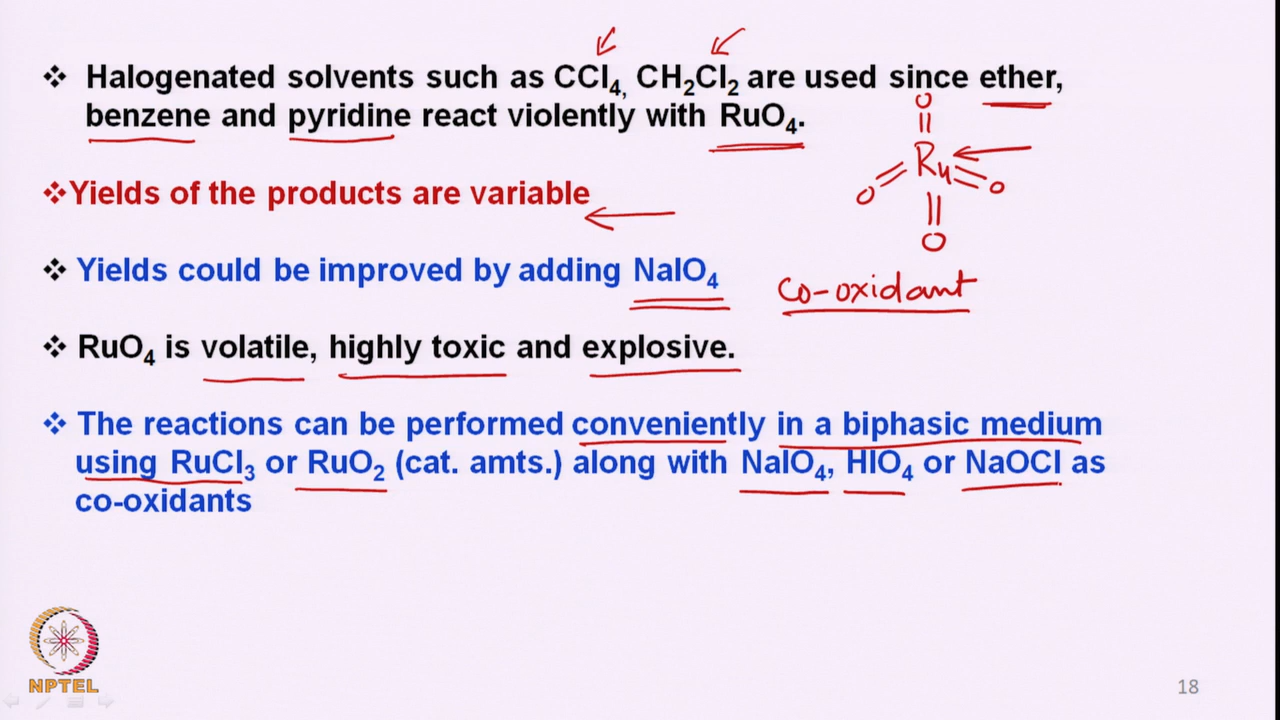 ❖ Halogenated solvents such as CCl₄, CH₂Cl₂ are used since ether,
benzene and pyridine react violently with RuO₄.
O
Ru
O
O
O
❖Yields of the products are variable
❖ Yields could be improved by adding NaIO₄
co-oxidant
❖ RuO₄ is volatile, highly toxic and explosive.
❖ The reactions can be performed conveniently in a biphasic medium
using RuCl₃ or RuO₂ (cat. amts.) along with NaIO₄, HIO₄ or NaOCl as
co-oxidants
NPTEL
18